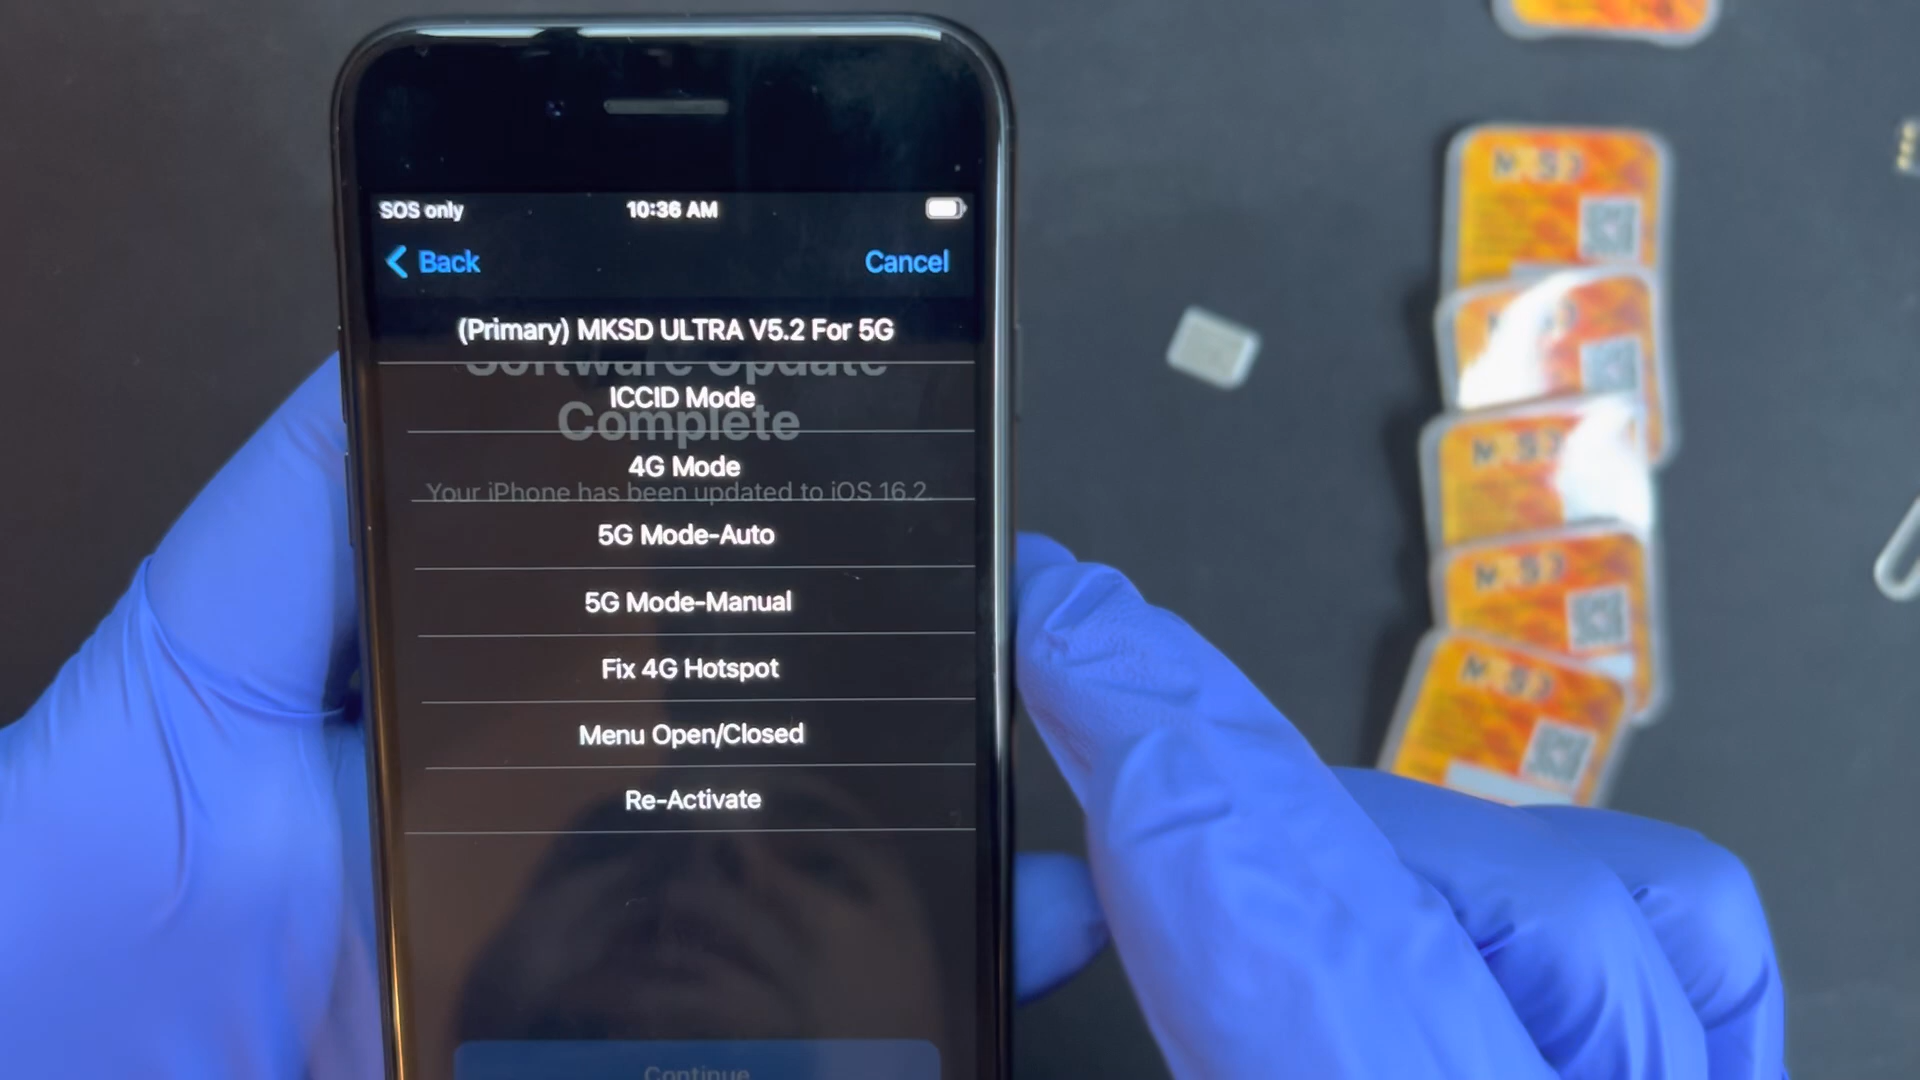 SOS only
10:36 AM
Back
Cancel
(Primary) MKSD ULTRA V5.2 For 5G
Software Update
ICCID Mode
Complete
4G Mode
Your iPhone has been updated to iOS 16.2.
5G Mode-Auto
5G Mode-Manual
Fix 4G Hotspot
Menu Open/Closed
Re-Activate
Continue